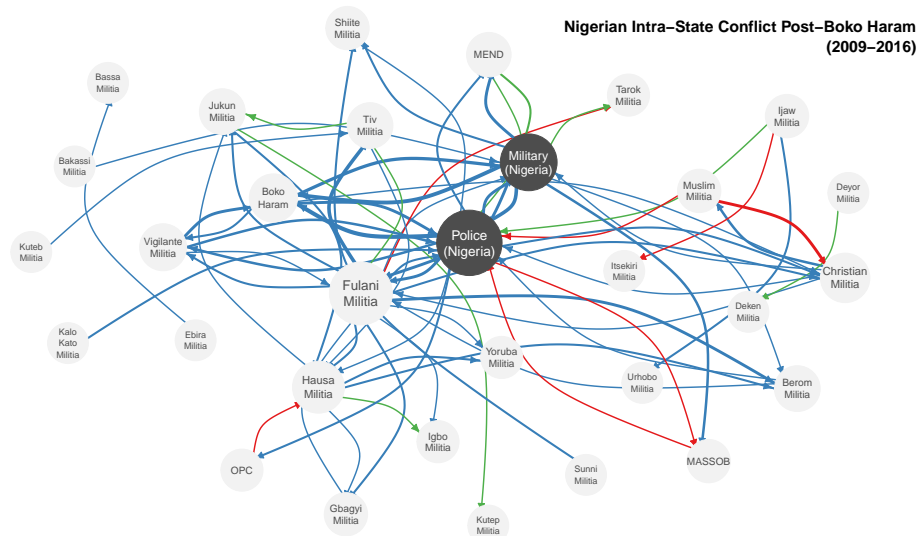 Nigerian Intra−State Conflict Post−Boko Haram
(2009−2016)
Shiite
Militia
MEND
Bassa
Militia
Tarok
Militia
Jukun
Militia
Tiv
Militia
Ijaw
Militia
Bakassi
Militia
Military
(Nigeria)
Boko
Haram
Muslim
Militia
Deyor
Militia
Kuteb
Militia
Vigilante
Militia
Police
(Nigeria)
Itsekiri
Militia
Christian
Militia
Fulani
Militia
Deken
Militia
Kalo
Kato
Militia
Ebira
Militia
Yoruba
Militia
Hausa
Militia
Urhobo
Militia
Berom
Militia
Igbo
Militia
OPC
Sunni
Militia
MASSOB
Gbagyi
Militia
Kutep
Militia